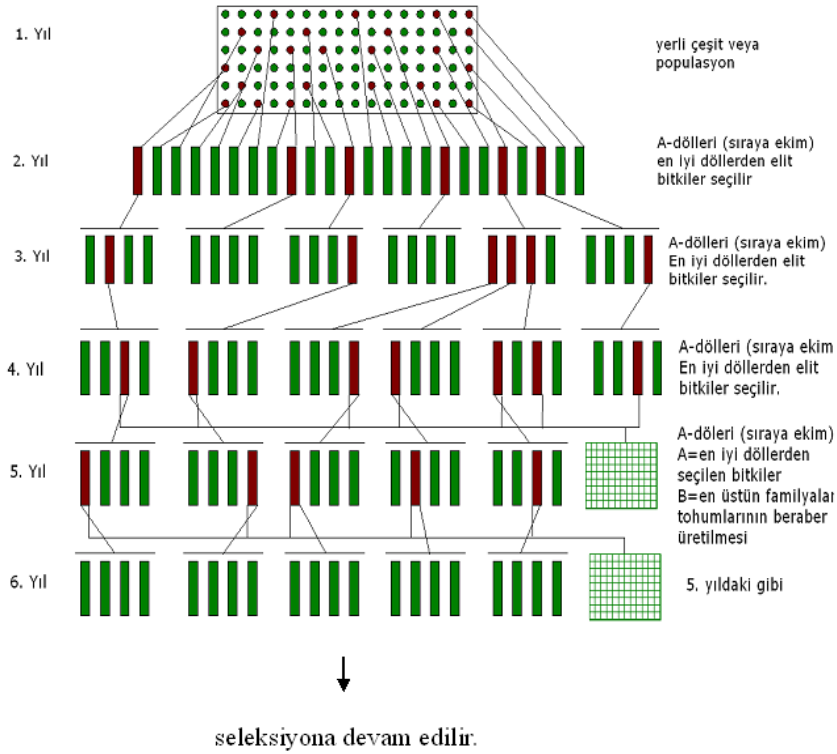 1. Yıl
yerli çeşit veya
populasyon
2. Yıl
A-dölleri (sıraya ekim)
en iyi döllerden elit
bitkiler seçilir
3. Yıl
A-dölleri (sıraya ekim)
En iyi döllerden elit
bitkiler seçilir.
4. Yıl
A-dölleri (sıraya ekim
En iyi döllerden elit
bitkiler seçilir.
5. Yıl
A-döleri (sıraya ekim)
A=en iyi döllerden
seçilen bitkiler
B=en üstün familyalar
tohumlarının beraber
üretilmesi
6. Yıl
5. yıldaki gibi
seleksiyona devam edilir.